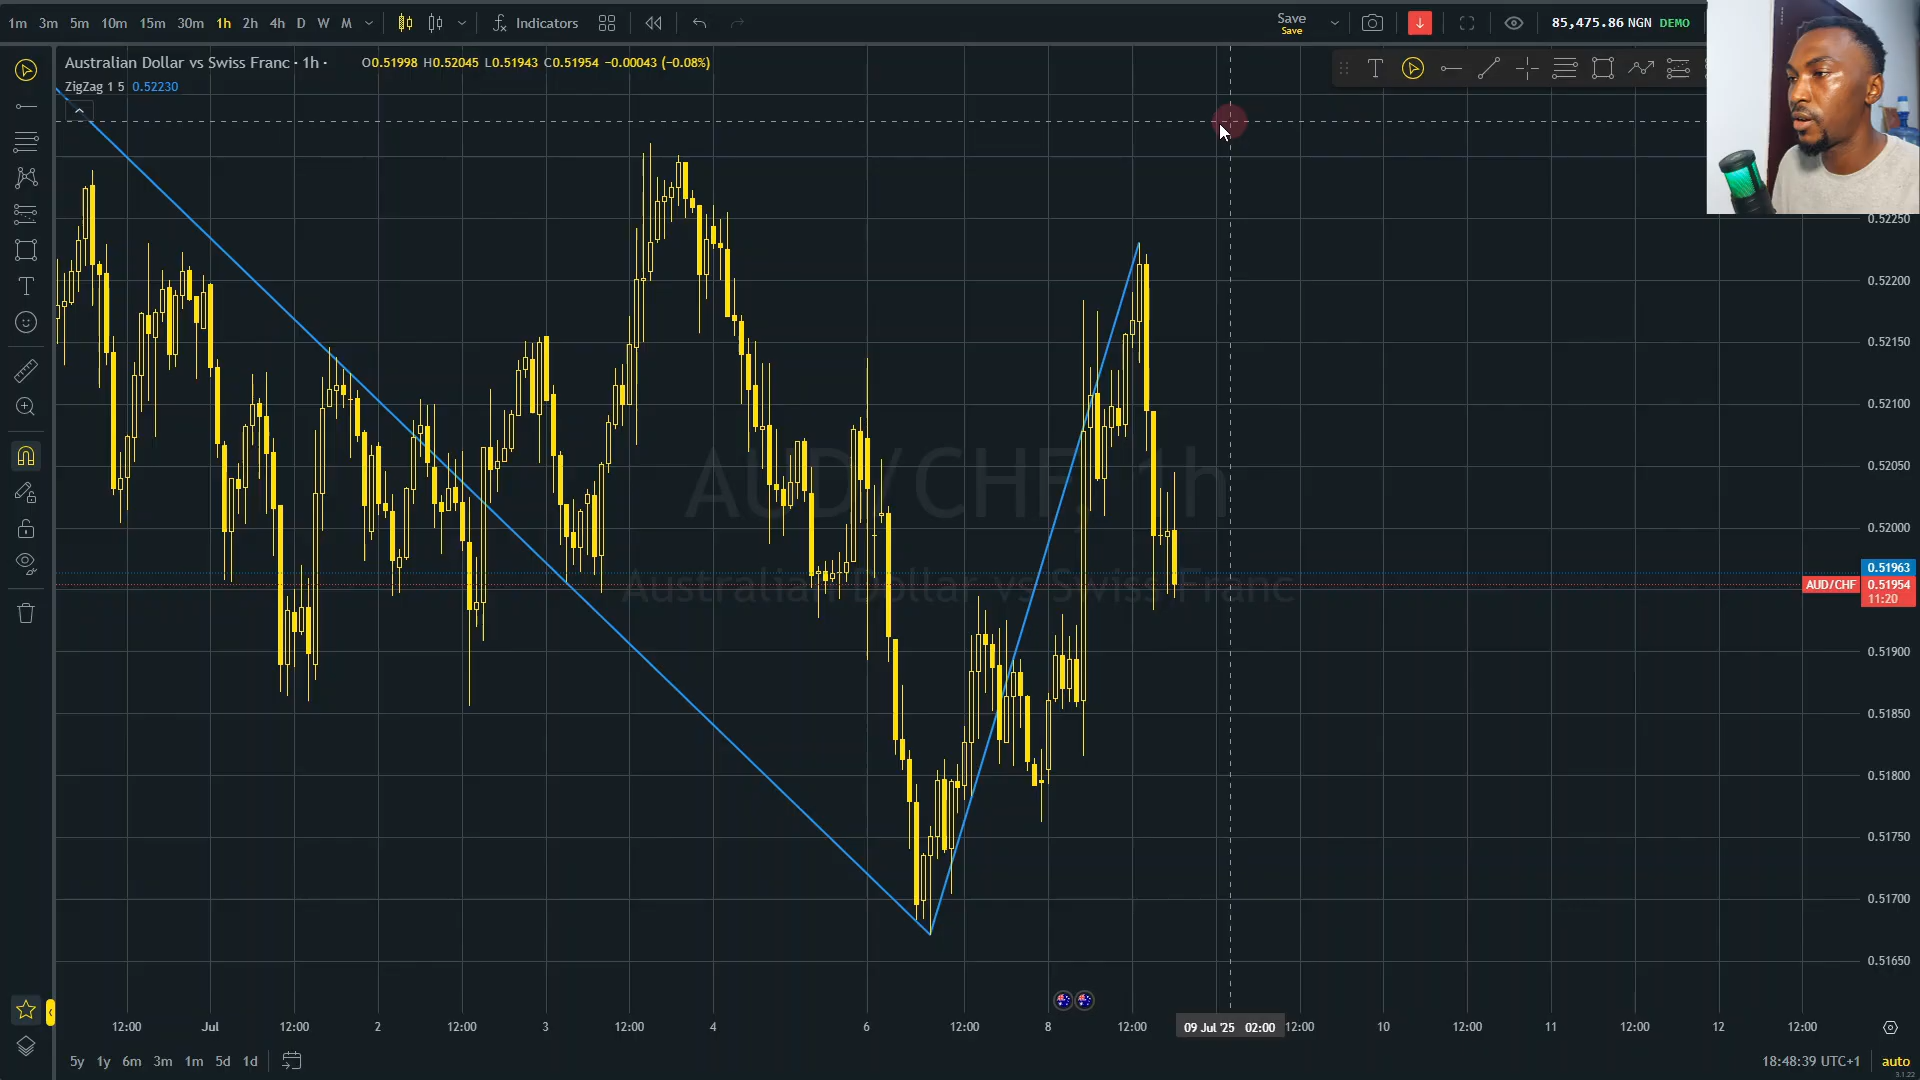 1m 3m 5m 10m 15m 30m 1h 2h 4h D W M Indicators Save Save 85,475.86 NGN DEMO
Australian Dollar vs Swiss Franc · 1h · O0.51998 H0.52045 L0.51943 C0.51954 −0.00043 (−0.08%)
ZigZag 1 5 0.52230
AUD/CHF, 1h
Australian Dollar vs Swiss Franc
0.52250
0.52200
0.52150
0.52100
0.52050
0.52000
0.51963
AUD/CHF 0.51954
11:20
0.51900
0.51850
0.51800
0.51750
0.51700
0.51650
12:00 Jul 12:00 2 12:00 3 12:00 4 6 12:00 8 12:00 09 Jul '25 02:00 12:00 10 12:00 11 12:00 12 12:00
5y 1y 6m 3m 1m 5d 1d 18:48:39 UTC+1 auto
3.1.22